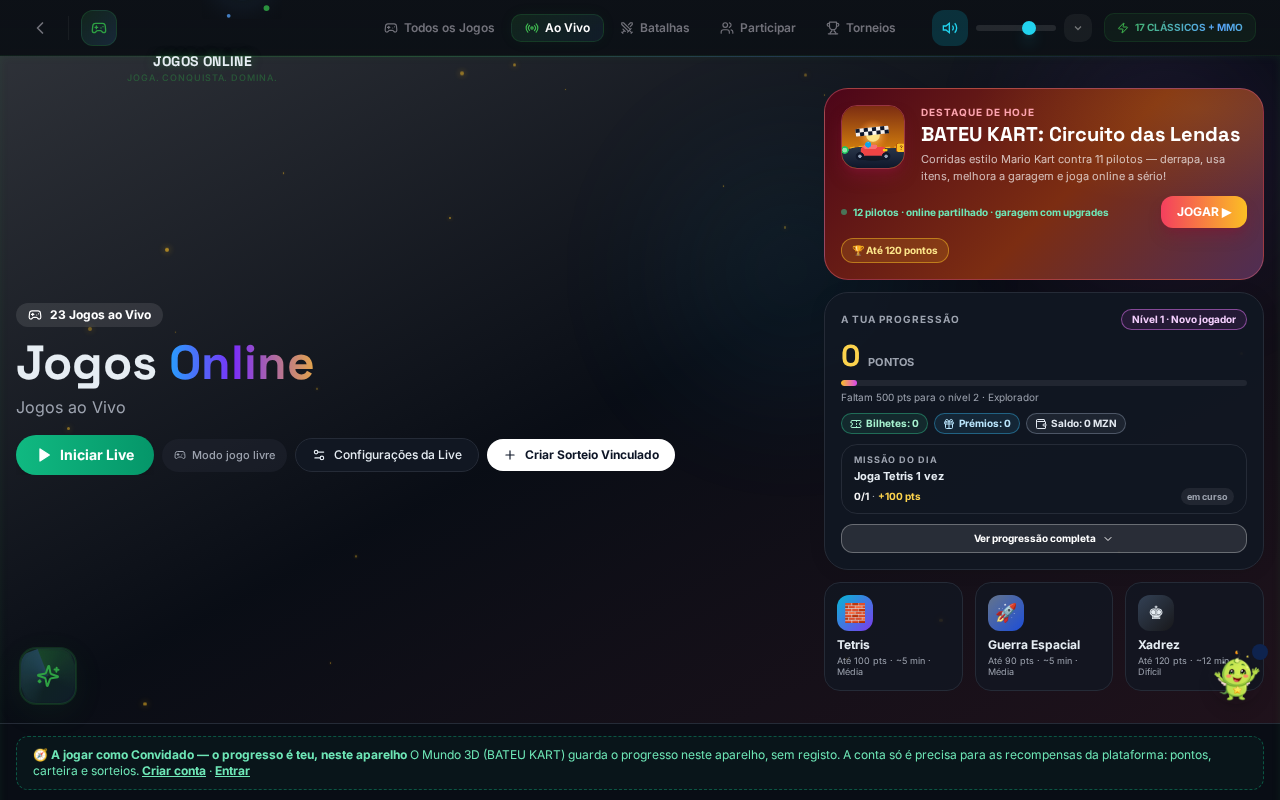 Todos os Jogos
Ao Vivo
Batalhas
Participar
Torneios
17 CLÁSSICOS + MMO
JOGOS ONLINE
JOGA. CONQUISTA. DOMINA.
23 Jogos ao Vivo
Jogos Online
Jogos ao Vivo
Iniciar Live
Modo jogo livre
Configurações da Live
Criar Sorteio Vinculado
DESTAQUE DE HOJE
BATEU KART: Circuito das Lendas
Corridas estilo Mario Kart contra 11 pilotos — derrapa, usa
itens, melhora a garagem e joga online a sério!
12 pilotos · online partilhado · garagem com upgrades
JOGAR ▶
🏆 Até 120 pontos
A TUA PROGRESSÃO
Nível 1 · Novo jogador
0 PONTOS
Faltam 500 pts para o nível 2 · Explorador
Bilhetes: 0
Prémios: 0
Saldo: 0 MZN
MISSÃO DO DIA
Joga Tetris 1 vez
0/1 · +100 pts
em curso
Ver progressão completa
Tetris
Até 100 pts · ~5 min ·
Média
Guerra Espacial
Até 90 pts · ~5 min ·
Média
Xadrez
Até 120 pts · ~12 min
Difícil
🧭 A jogar como Convidado — o progresso é teu, neste aparelho O Mundo 3D (BATEU KART) guarda o progresso neste aparelho, sem registo. A conta só é precisa para as recompensas da plataforma: pontos,
carteira e sorteios. Criar conta · Entrar